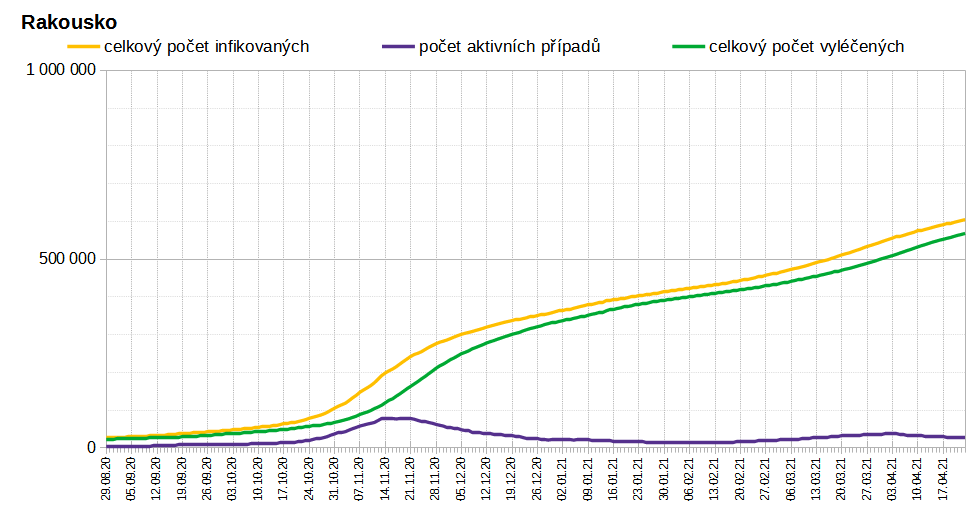 Rakousko
celkový počet infikovaných počet aktivních případů celkový počet vyléčených
1 000 000
500 000
0
29.08.20 05.09.20 12.09.20 19.09.20 26.09.20 03.10.20 10.10.20 17.10.20 24.10.20 31.10.20 07.11.20 14.11.20 21.11.20 28.11.20 05.12.20 12.12.20 19.12.20 26.12.20 02.01.21 09.01.21 16.01.21 23.01.21 30.01.21 06.02.21 13.02.21 20.02.21 27.02.21 06.03.21 13.03.21 20.03.21 27.03.21 03.04.21 10.04.21 17.04.21